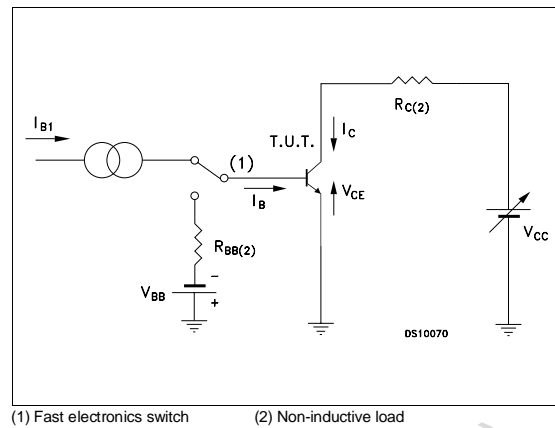 I_B1
(1)
I_B
T.U.T.
I_C
V_CE
R_C(2)
V_CC
R_BB(2)
V_BB
−
+
DS10070
(1) Fast electronics switch (2) Non-inductive load